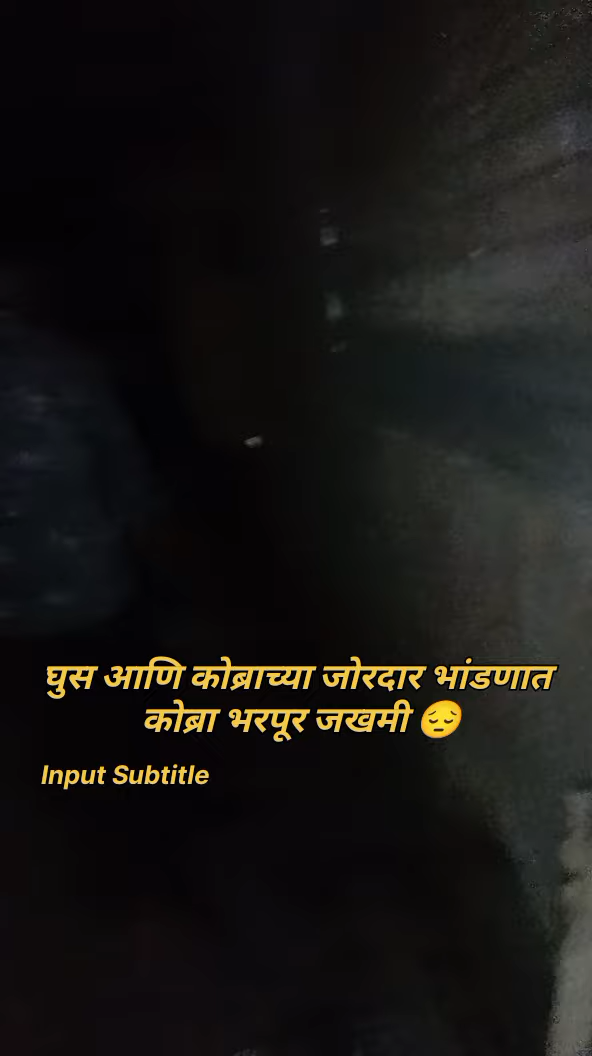 घुस आणि कोब्राच्या जोरदार भांडणात
कोब्रा भरपूर जखमी 😔
Input Subtitle